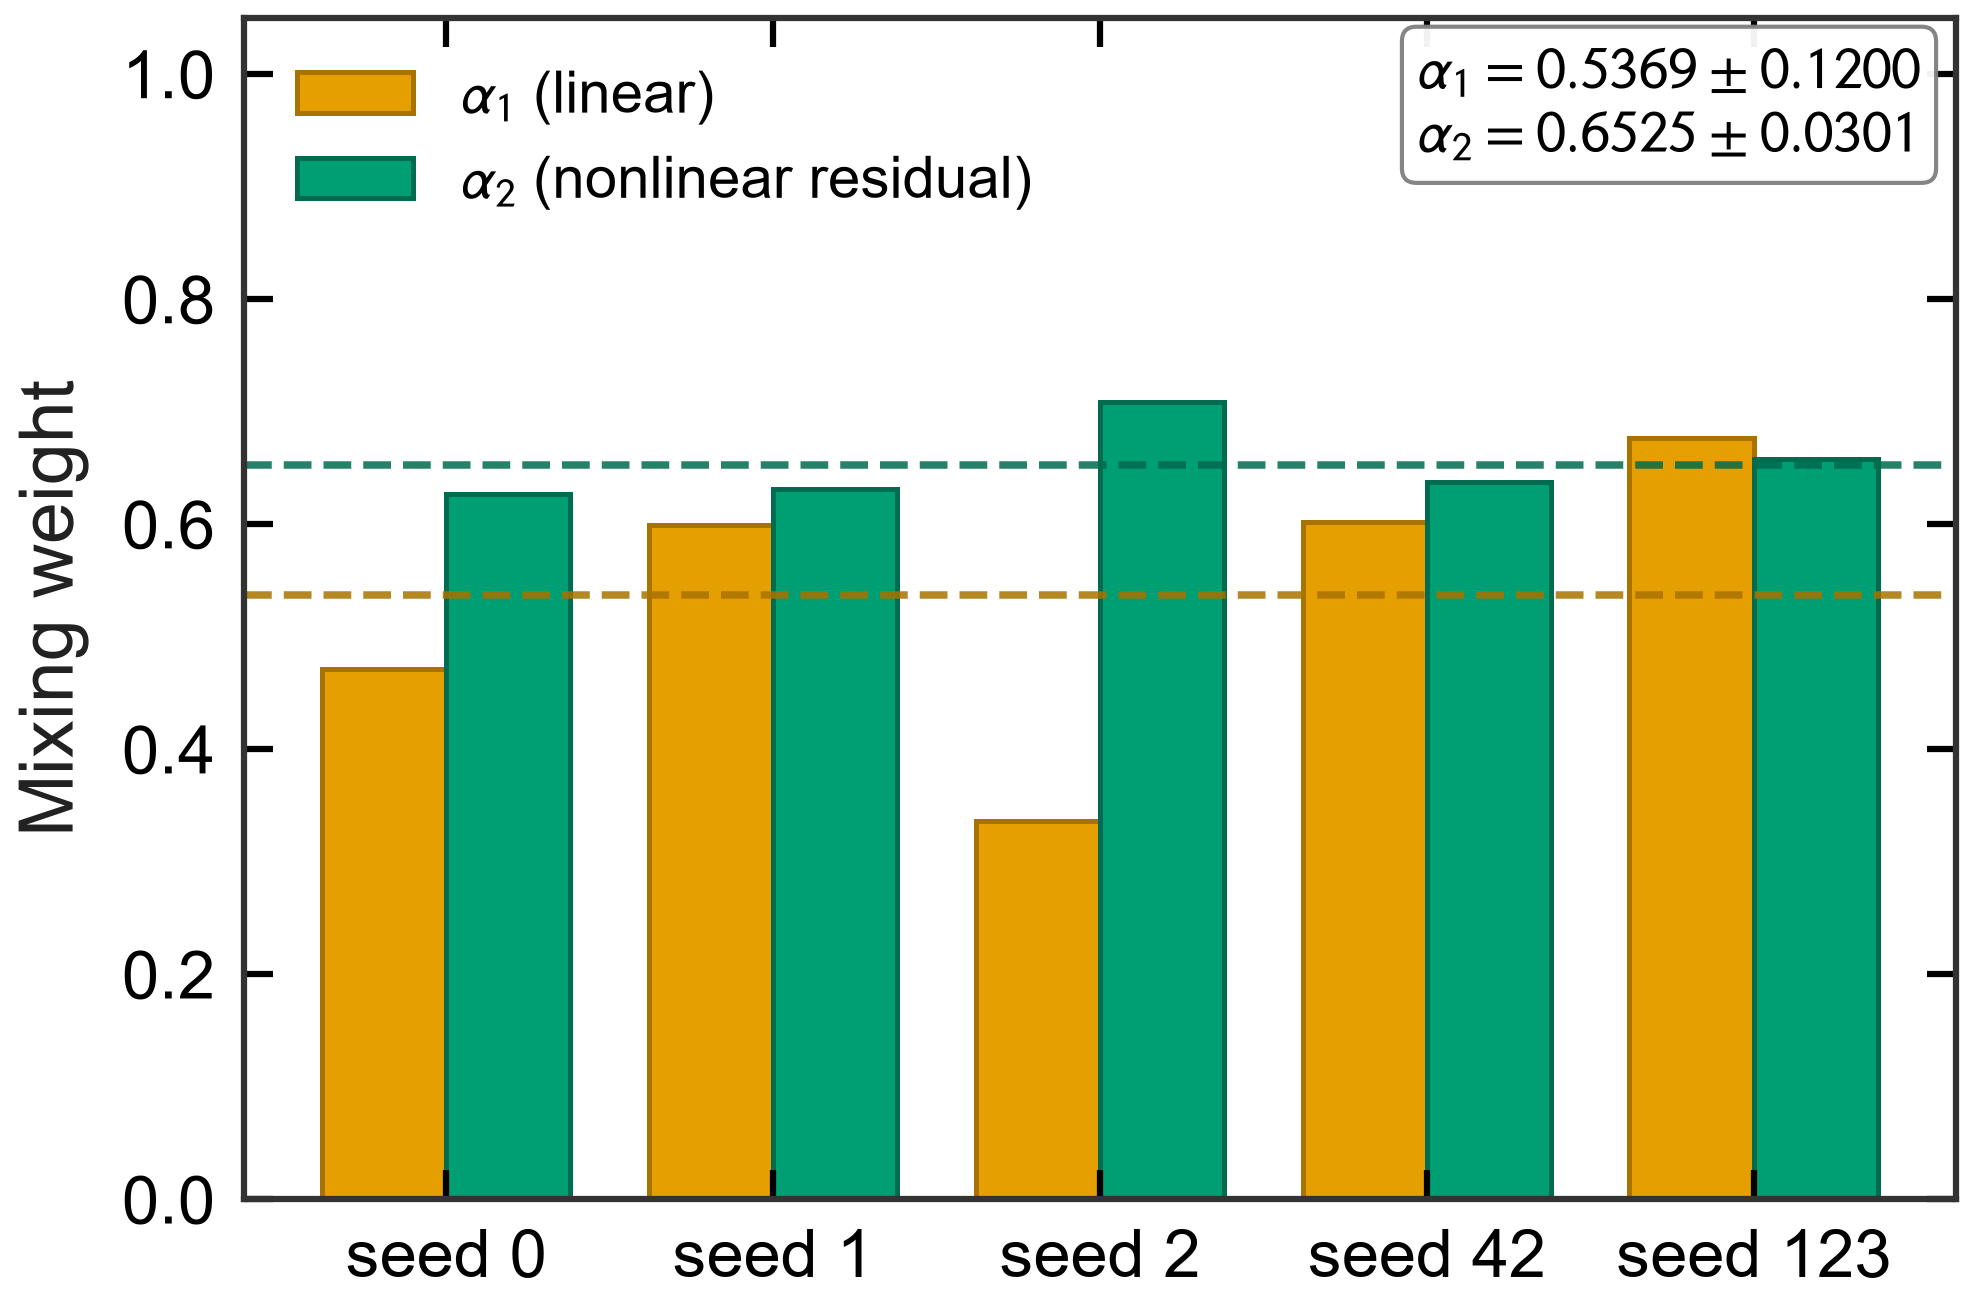 α₁ (linear)
α₂ (nonlinear residual)
α₁ = 0.5369 ± 0.1200
α₂ = 0.6525 ± 0.0301
Mixing weight
1.0
0.8
0.6
0.4
0.2
0.0
seed 0
seed 1
seed 2
seed 42
seed 123